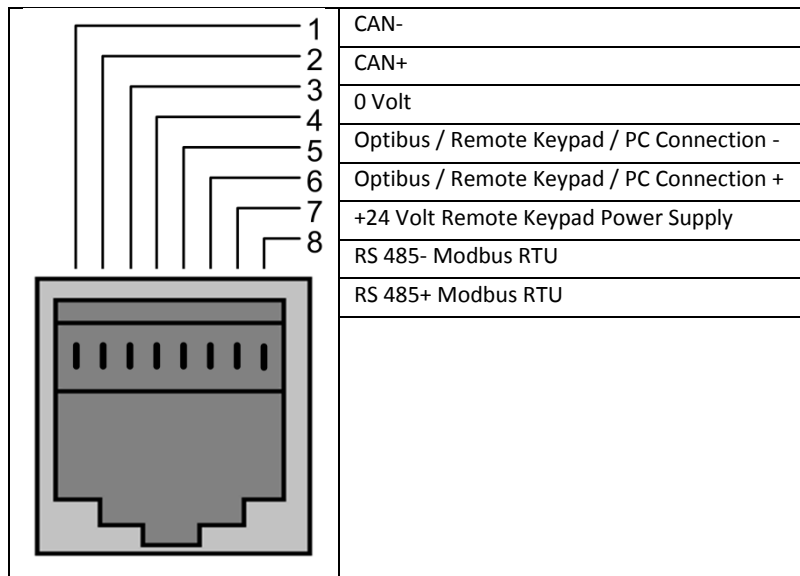 1 CAN-
2 CAN+
3 0 Volt
4 Optibus / Remote Keypad / PC Connection -
5 Optibus / Remote Keypad / PC Connection +
6 +24 Volt Remote Keypad Power Supply
7 RS 485- Modbus RTU
8 RS 485+ Modbus RTU